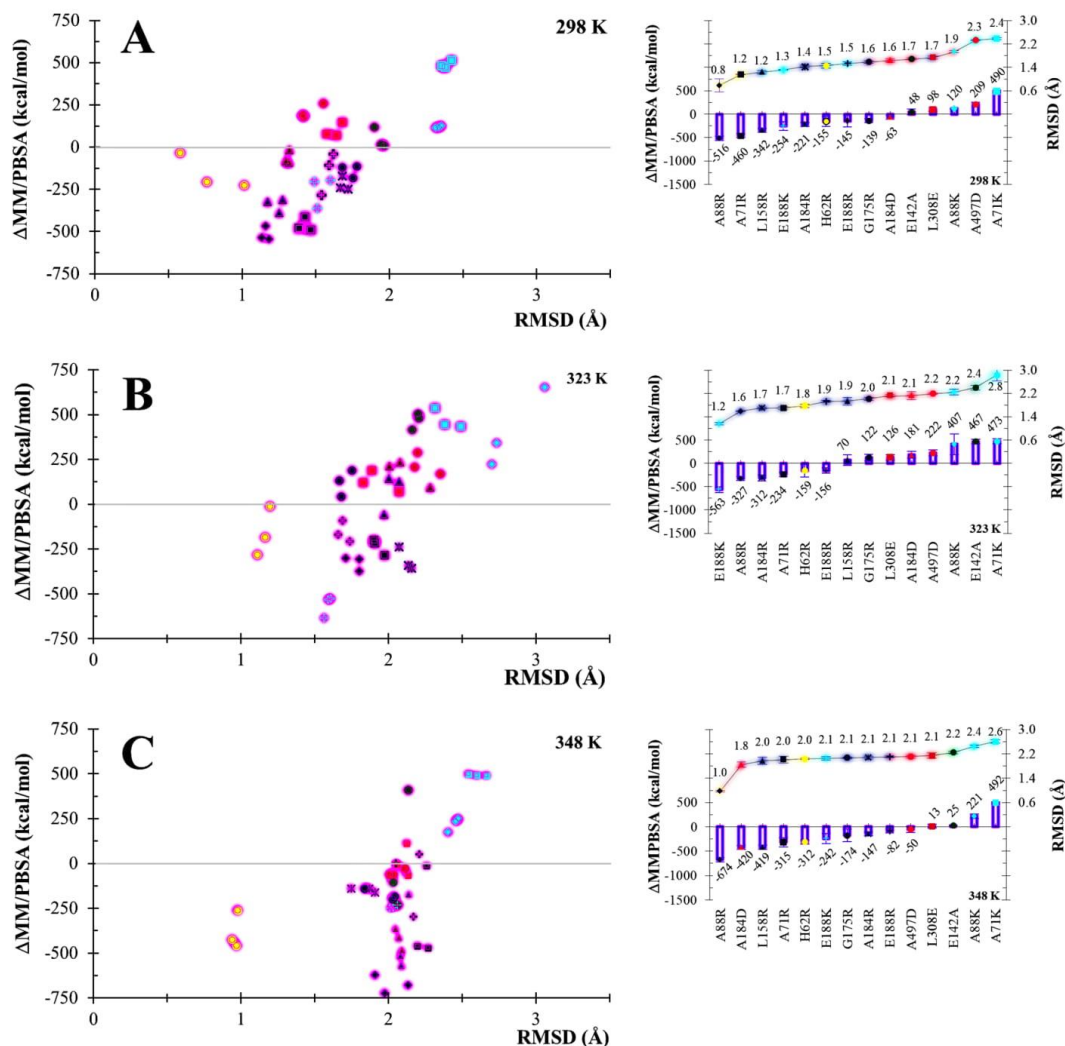 A
298 K
ΔMM/PBSA (kcal/mol)
750
500
250
0
-250
-500
-750
0
1
2
3
RMSD (Å)
ΔMM/PBSA (kcal/mol)
500
0
-500
-1000
-1500
0.8 1.2 1.2 1.3 1.4 1.5 1.5 1.6 1.6 1.7 1.7 1.9 2.3 2.4
-516 -460 -342 -254 -221 -155 -145 -139 -63 48 98 120 209 490
3.0
2.2
1.4
0.6
RMSD (Å)
298 K
A88R A71R L158R E188K A184R H62R E188R G175R A184D E142A L308E A88K A497D A71K
B
323 K
ΔMM/PBSA (kcal/mol)
750
500
250
0
-250
-500
-750
0
1
2
3
RMSD (Å)
ΔMM/PBSA (kcal/mol)
500
0
-500
-1000
-1500
1.2 1.6 1.7 1.7 1.8 1.9 1.9 2.0 2.1 2.1 2.2 2.2 2.4 2.8
-563 -327 -312 -234 -159 -156 70 122 126 181 222 407 467 473
3.0
2.2
1.4
0.6
RMSD (Å)
323 K
E188K A88R A184R A71R H62R E188R L158R G175R L308E A184D A497D A88K E142A A71K
C
348 K
ΔMM/PBSA (kcal/mol)
750
500
250
0
-250
-500
-750
0
1
2
3
RMSD (Å)
ΔMMPBSA (kcal/mol)
500
0
-500
-1000
-1500
1.0 1.8 2.0 2.0 2.0 2.1 2.1 2.1 2.1 2.1 2.1 2.2 2.4 2.6
-674 -420 -419 -315 -312 -242 -174 -147 -82 -50 13 25 221 492
3.0
2.2
1.4
0.6
RMSD (Å)
348 K
A88R A184D L158R A71R H62R E188K G175R A184R E188R A497D L308E E142A A88K A71K